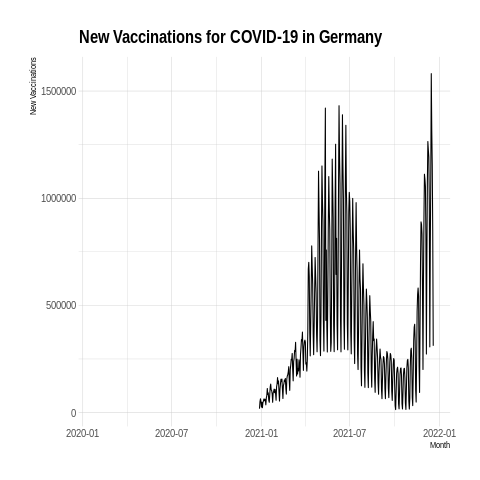 New Vaccinations for COVID-19 in Germany
New Vaccinations
1500000
1000000
500000
0
2020-01 2020-07 2021-01 2021-07 2022-01
Month